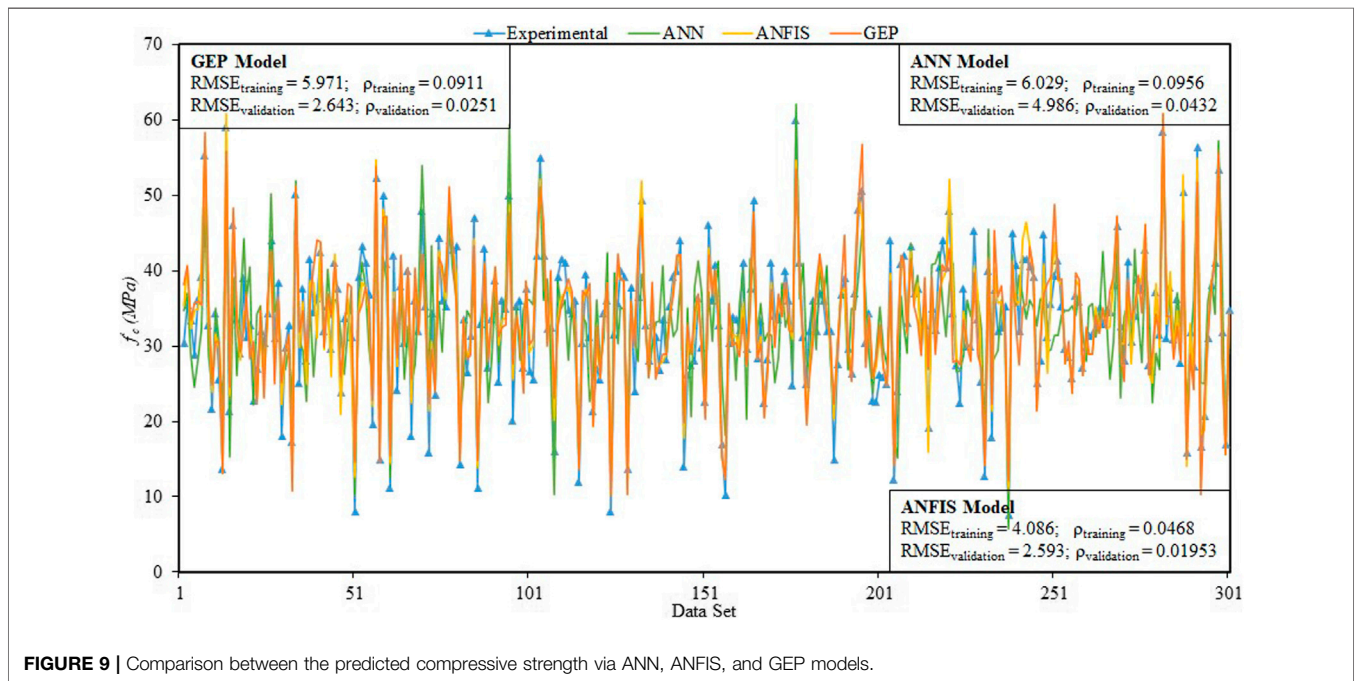 Experimental ANN ANFIS GEP
70
60
50
40
30
20
10
0
f'c (MPa)
GEP Model
RMSEtraining = 5.971; ρtraining = 0.0911
RMSEvalidation = 2.643; ρvalidation = 0.0251
ANN Model
RMSEtraining = 6.029; ρtraining = 0.0956
RMSEvalidation = 4.986; ρvalidation = 0.0432
ANFIS Model
RMSEtraining = 4.086; ρtraining = 0.0468
RMSEvalidation = 2.593; ρvalidation = 0.01953
1 51 101 151 201 251 301
Data Set
FIGURE 9 | Comparison between the predicted compressive strength via ANN, ANFIS, and GEP models.